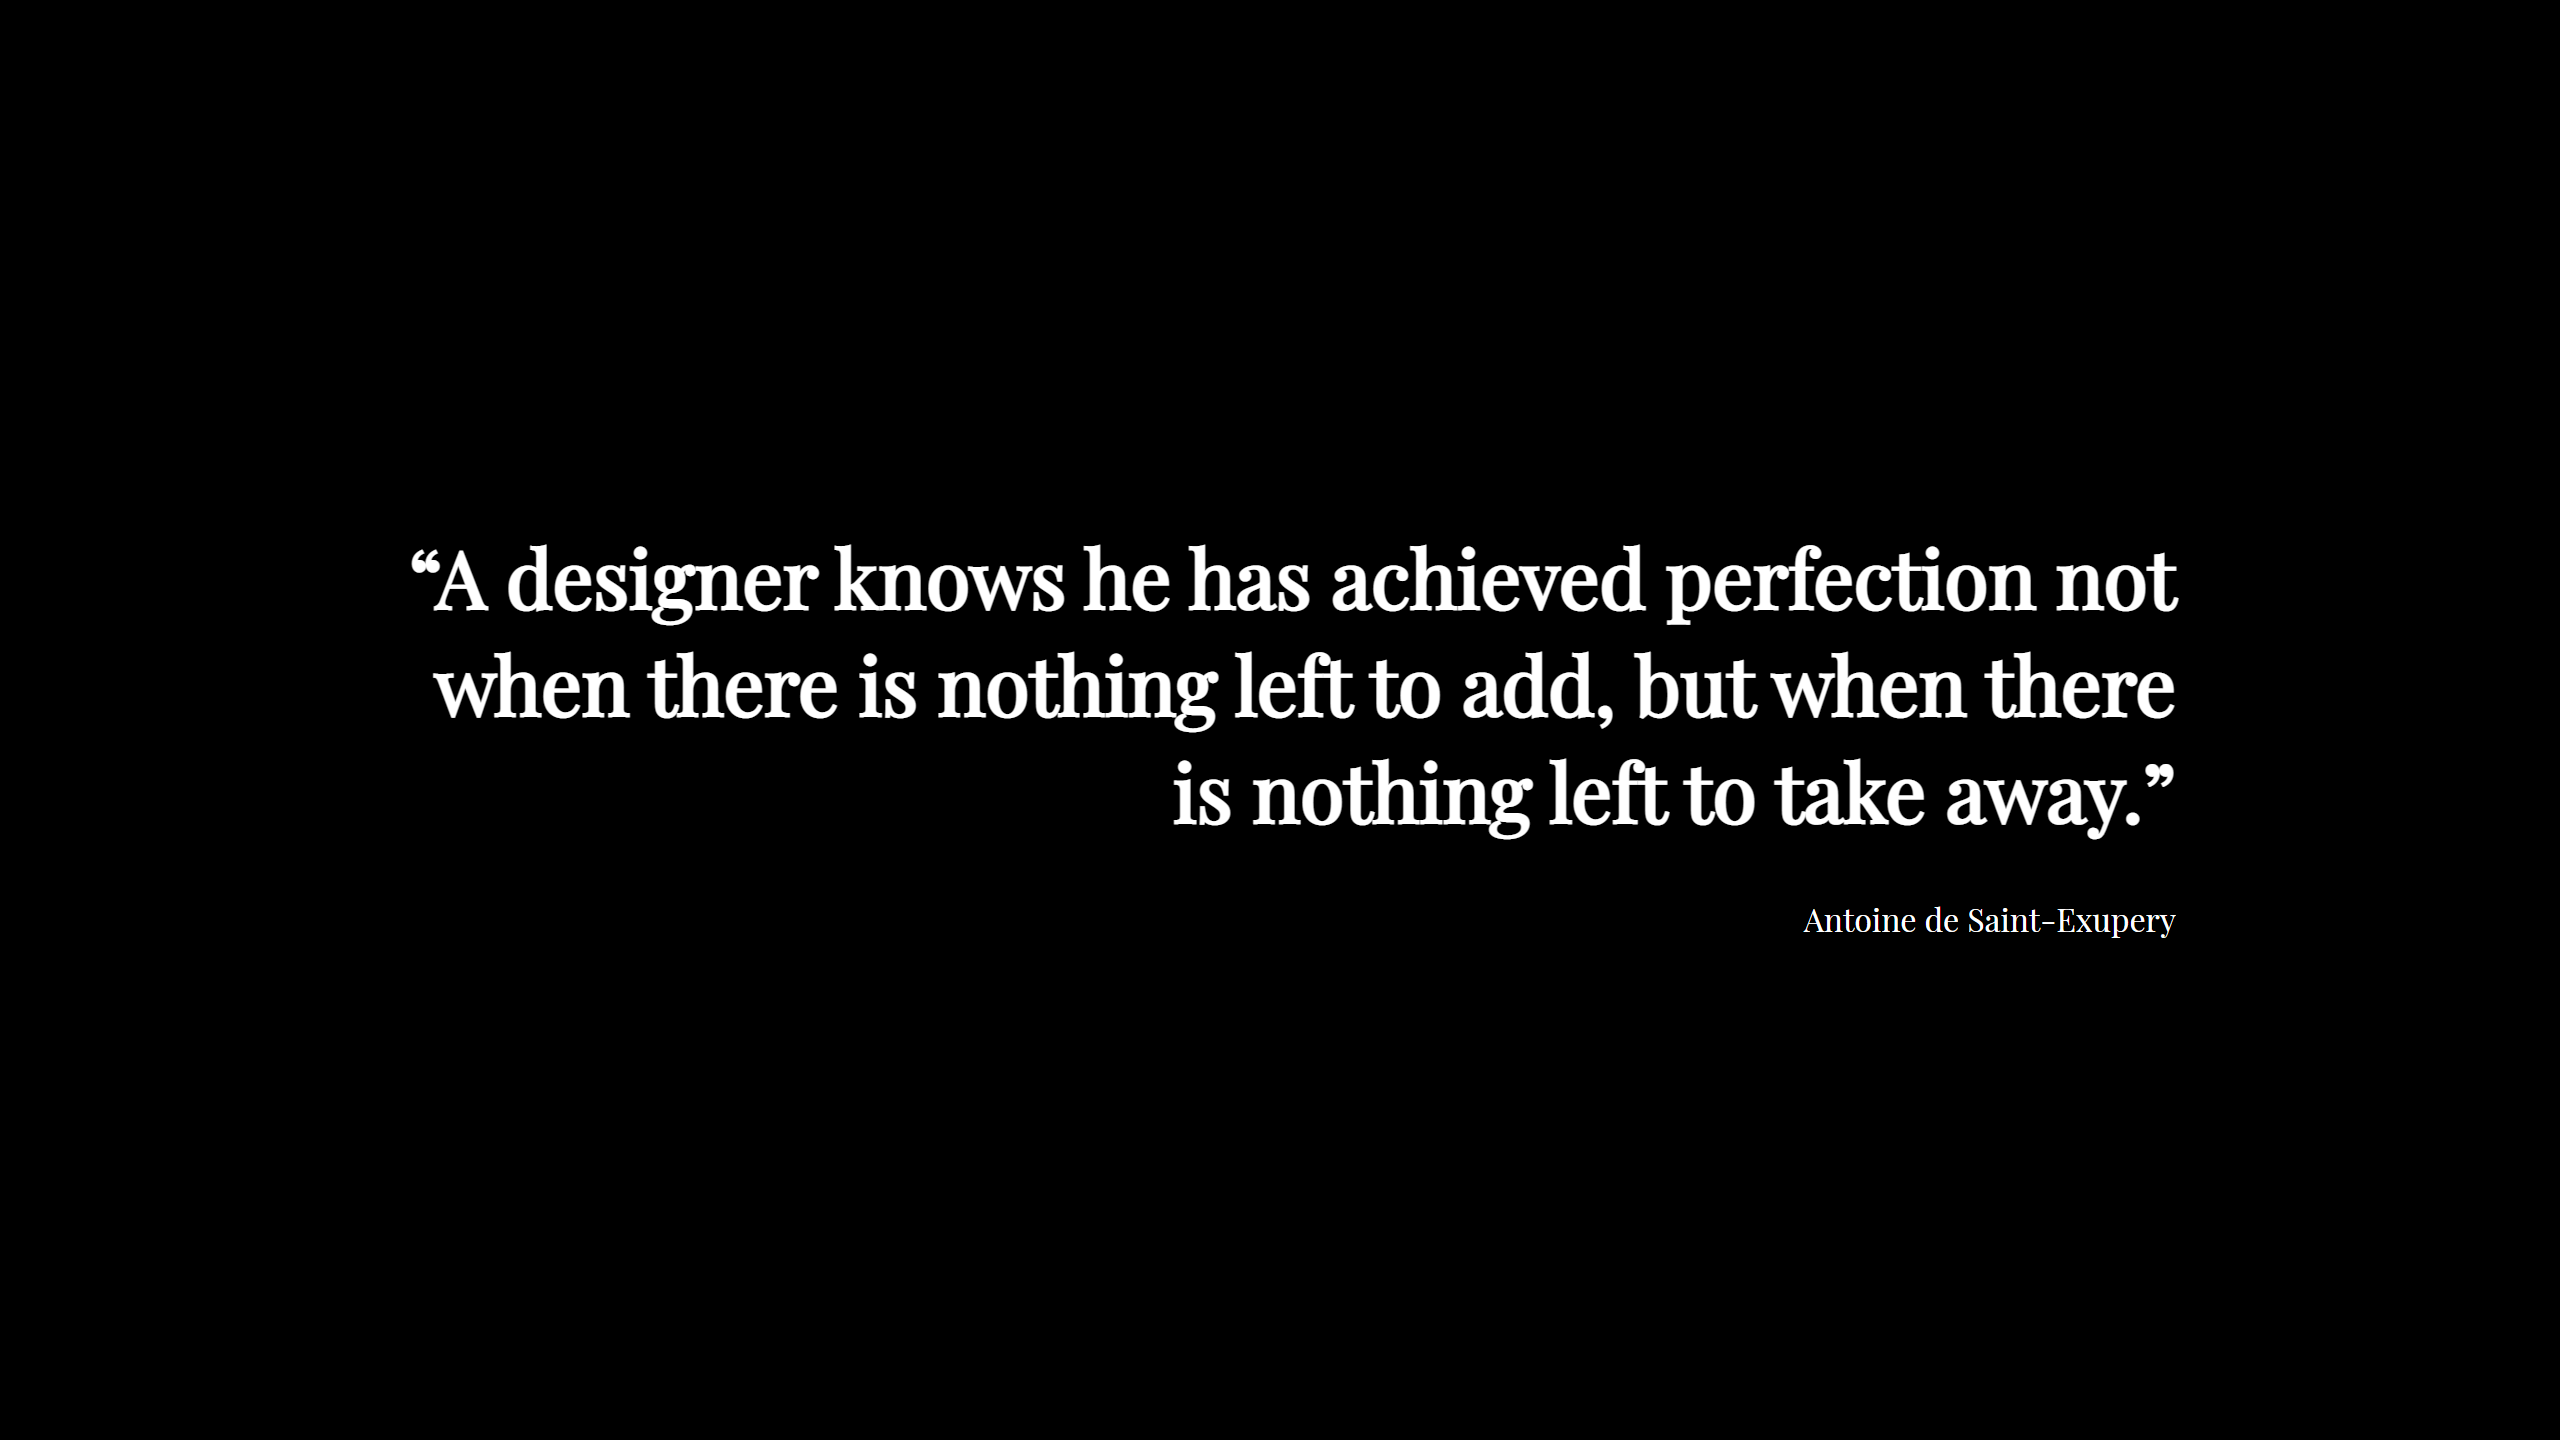 “A designer knows he has achieved perfection not
when there is nothing left to add, but when there
is nothing left to take away.”
Antoine de Saint-Exupery